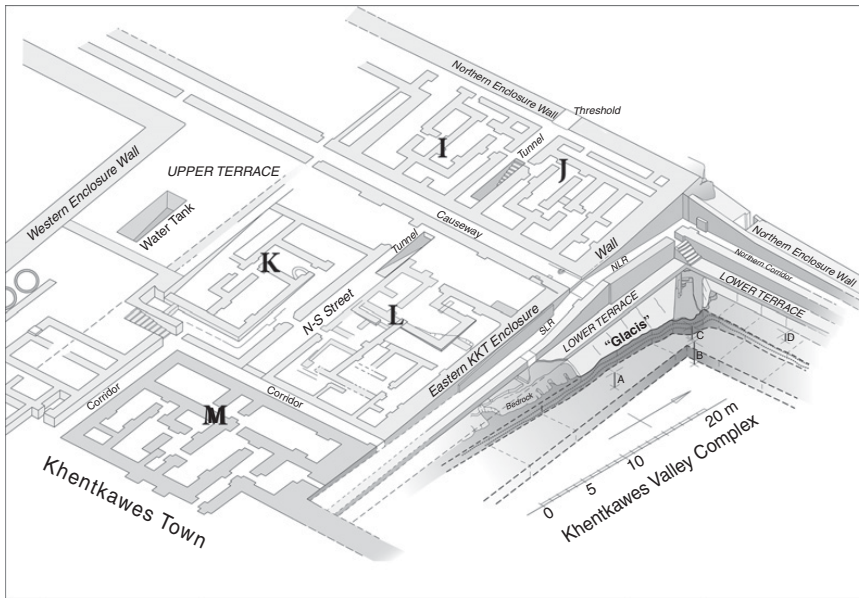 Northern Enclosure Wall
Threshold
I
Tunnel
J
Western Enclosure Wall
UPPER TERRACE
Water Tank
Causeway
Wall
NLR
Northern Corridor
Northern Enclosure Wall
K
Tunnel
N-S Street
L
Eastern KKT Enclosure
SLR
LOWER TERRACE
LOWER TERRACE
"Glacis"
C
ID
B
A
Bedrock
Corridor
M
Corridor
Khentkawes Town
0 5 10 20 m
Khentkawes Valley Complex